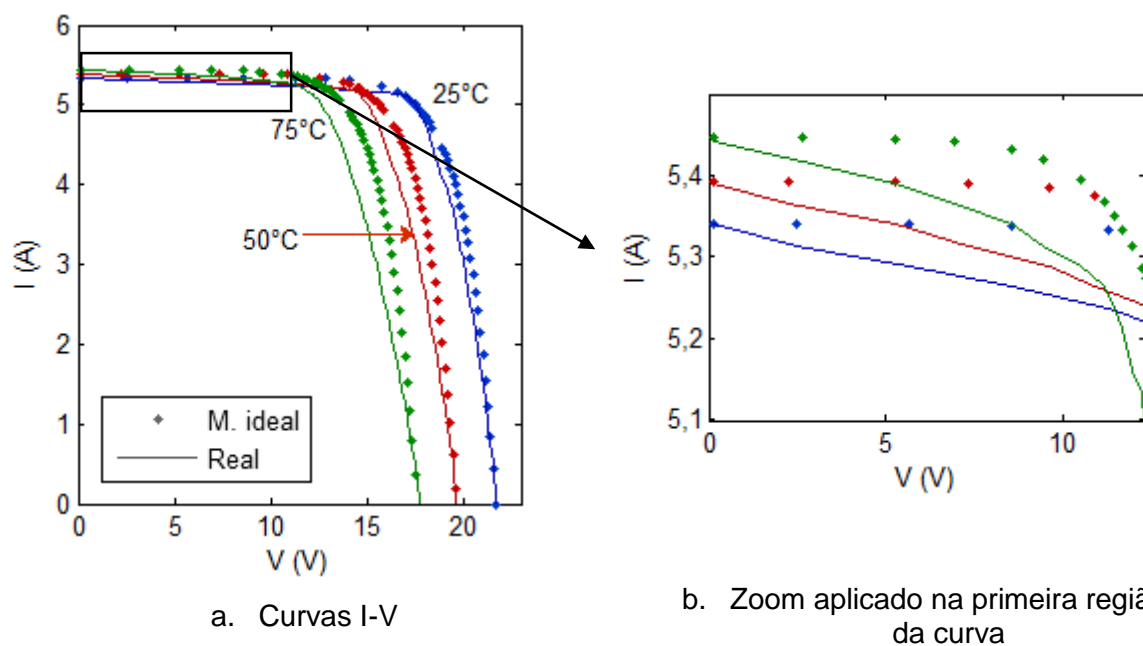 6
5
4
3
2
1
0
I (A)
25°C
75°C
50°C
M. ideal
Real
0
5
10
15
20
V (V)
a. Curvas I-V
5,4
5,3
5,2
5,1
I (A)
0
5
10
V (V)
b. Zoom aplicado na primeira regiã
da curva